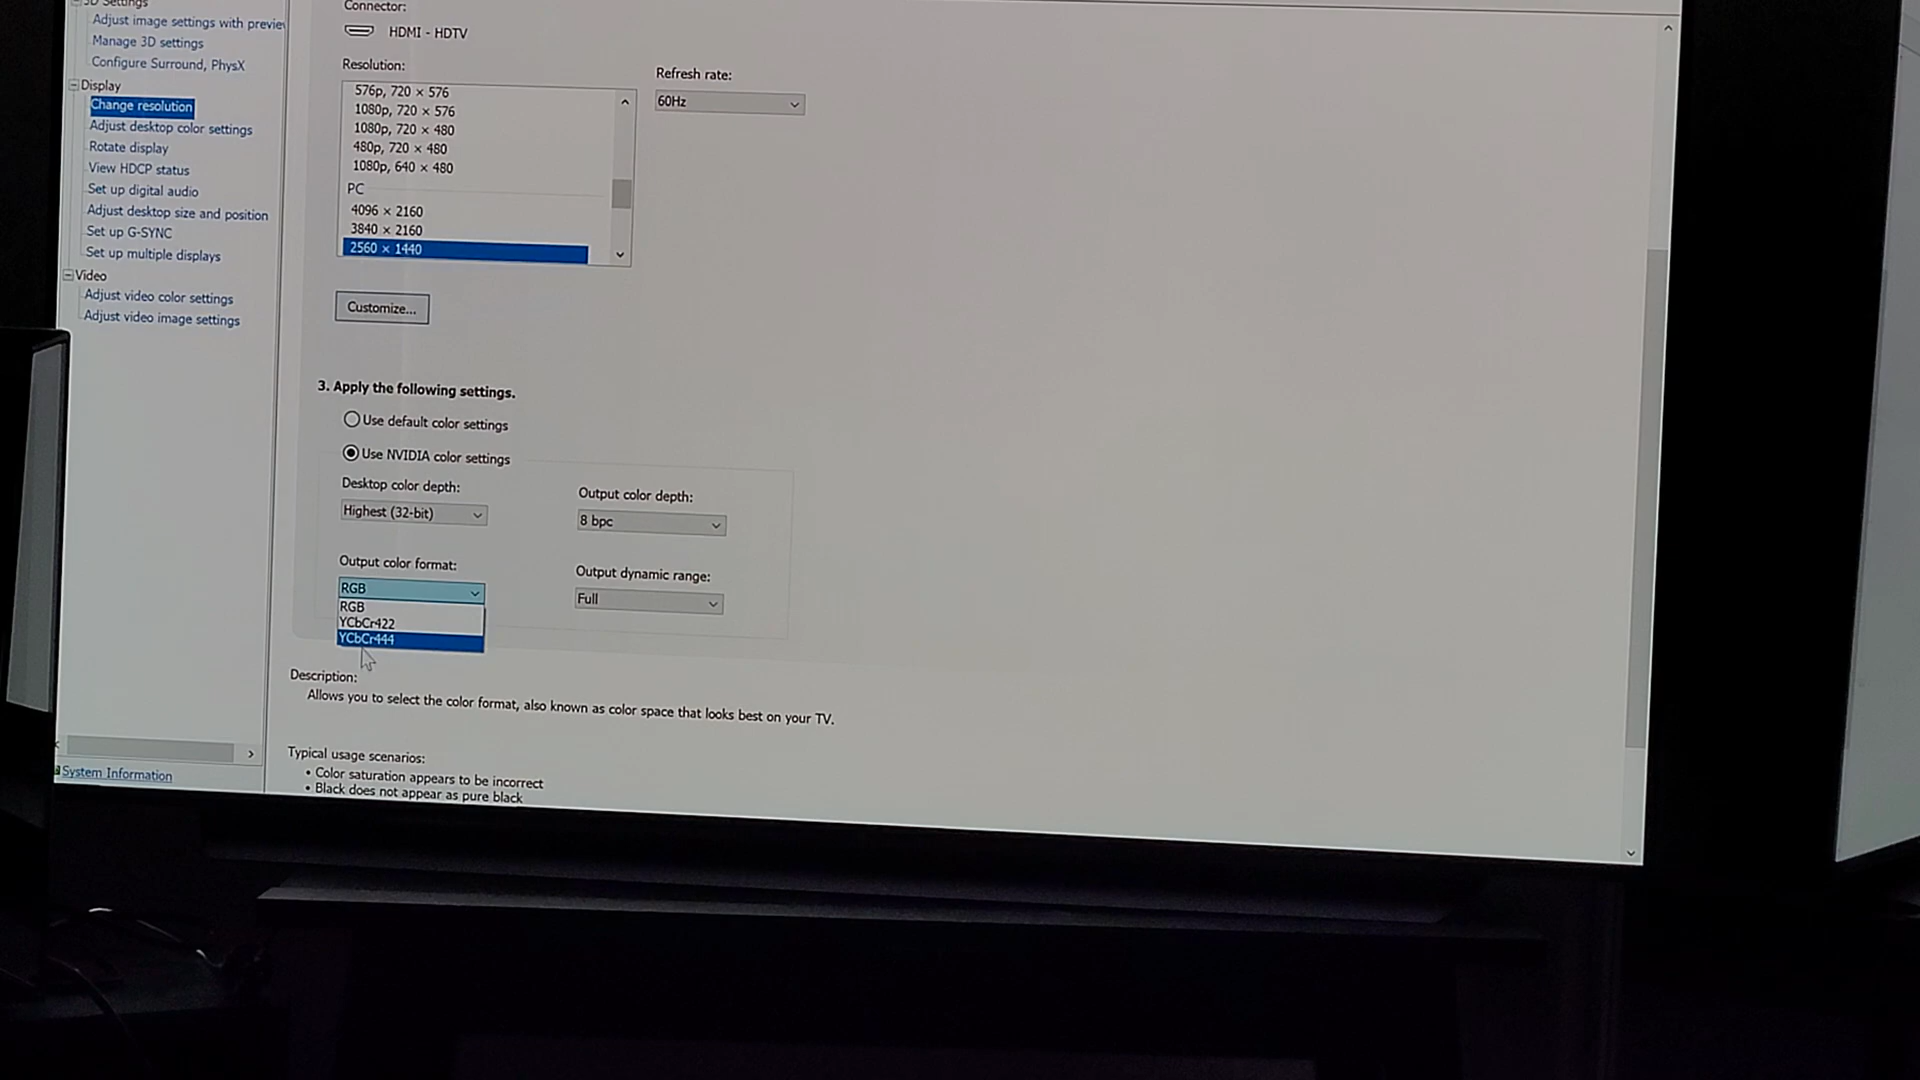 3D Settings
Adjust image settings with preview
Manage 3D settings
Configure Surround, PhysX
Display
Change resolution
Adjust desktop color settings
Rotate display
View HDCP status
Set up digital audio
Adjust desktop size and position
Set up G-SYNC
Set up multiple displays
Video
Adjust video color settings
Adjust video image settings
System Information
Connector:
HDMI - HDTV
Resolution:
576p, 720 × 576
1080p, 720 × 576
1080p, 720 × 480
480p, 720 × 480
1080p, 640 × 480
PC
4096 × 2160
3840 × 2160
2560 × 1440
Refresh rate:
60Hz
Customize...
3. Apply the following settings.
Use default color settings
Use NVIDIA color settings
Desktop color depth:
Highest (32-bit)
Output color depth:
8 bpc
Output color format:
RGB
RGB
YCbCr422
YCbCr444
Output dynamic range:
Full
Description:
Allows you to select the color format, also known as color space that looks best on your TV.
Typical usage scenarios:
• Color saturation appears to be incorrect
• Black does not appear as pure black